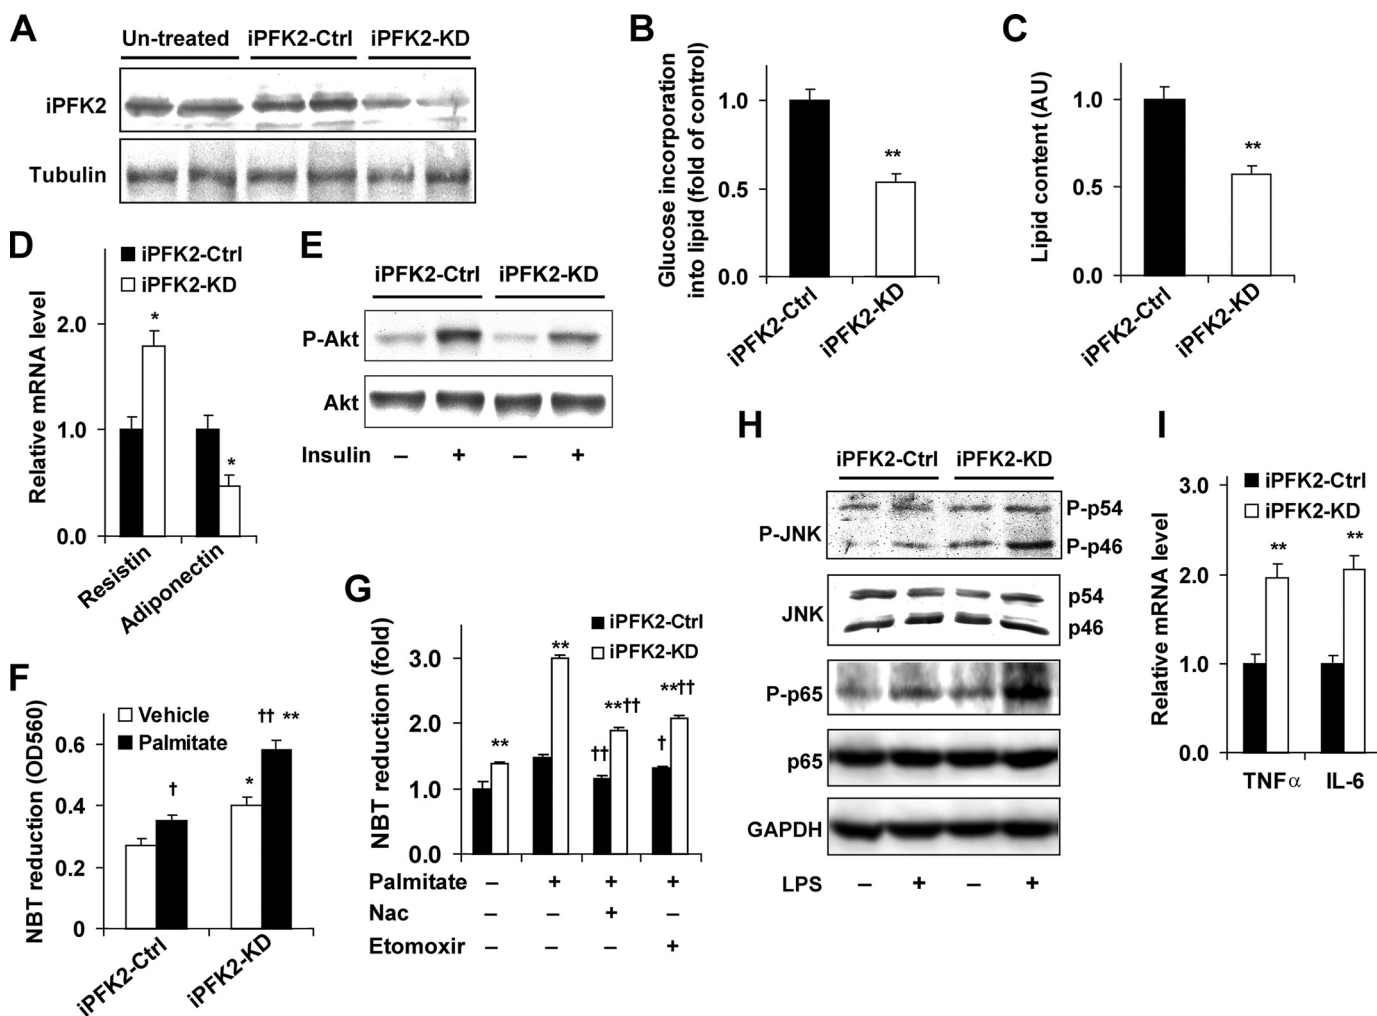 A
Un-treated iPFK2-Ctrl iPFK2-KD
iPFK2
Tubulin
B
Glucose incorporation
into lipid (fold of control)
1.0
0.5
0.0
iPFK2-Ctrl
**
iPFK2-KD
C
Lipid content (AU)
1.0
0.5
0.0
iPFK2-Ctrl
**
iPFK2-KD
D
iPFK2-Ctrl
iPFK2-KD
Relative mRNA level
2.0
1.0
0.0
*
*
Resistin
Adiponectin
E
iPFK2-Ctrl iPFK2-KD
P-Akt
Akt
Insulin – + – +
F
Vehicle
Palmitate
NBT reduction (OD560)
0.6
0.4
0.2
0
†
*
†† **
iPFK2-Ctrl
iPFK2-KD
G
iPFK2-Ctrl
iPFK2-KD
NBT reduction (fold)
3.0
2.0
1.0
0.0
**
**
††
**††
†
**††
Palmitate – + + +
Nac – – + –
Etomoxir – – – +
H
iPFK2-Ctrl iPFK2-KD
P-JNK
P-p54
P-p46
JNK
p54
p46
P-p65
p65
GAPDH
LPS – + – +
I
iPFK2-Ctrl
iPFK2-KD
Relative mRNA level
3.0
2.0
1.0
0.0
**
**
TNFα IL-6